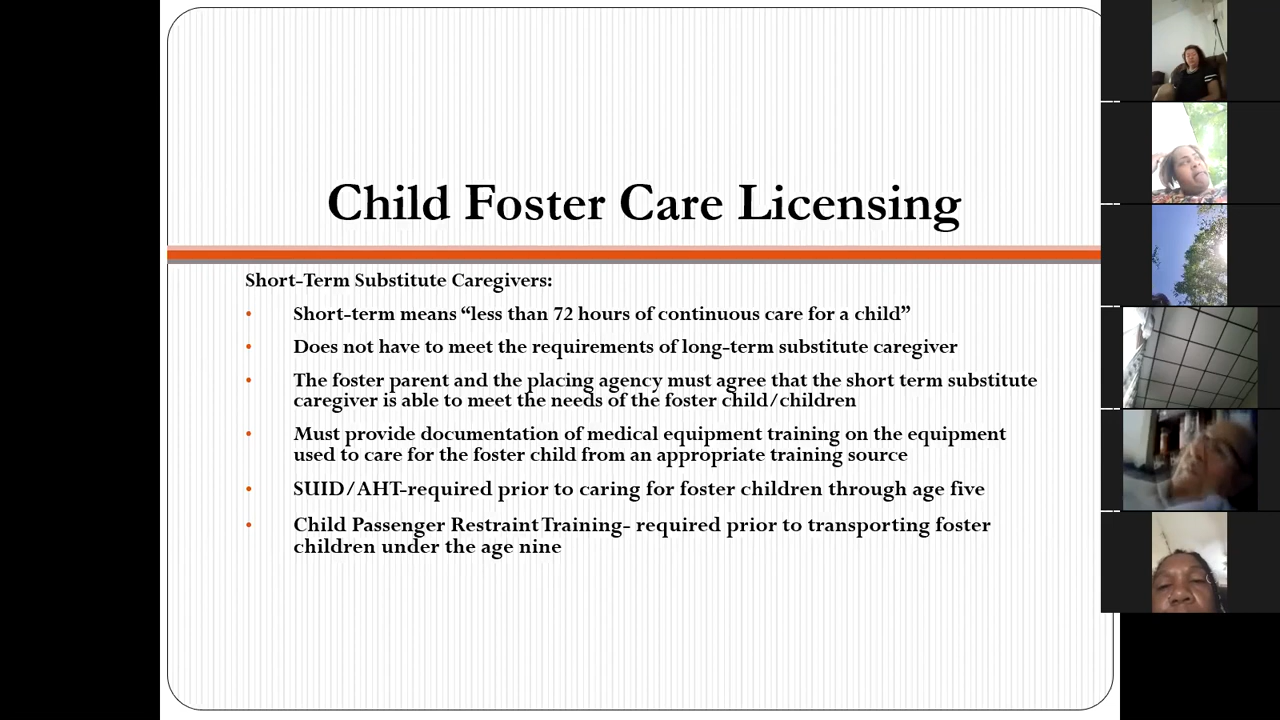 Child Foster Care Licensing
Short-Term Substitute Caregivers:
• Short-term means “less than 72 hours of continuous care for a child”
• Does not have to meet the requirements of long-term substitute caregiver
• The foster parent and the placing agency must agree that the short term substitute
caregiver is able to meet the needs of the foster child/children
• Must provide documentation of medical equipment training on the equipment
used to care for the foster child from an appropriate training source
• SUID/AHT-required prior to caring for foster children through age five
• Child Passenger Restraint Training- required prior to transporting foster
children under the age nine